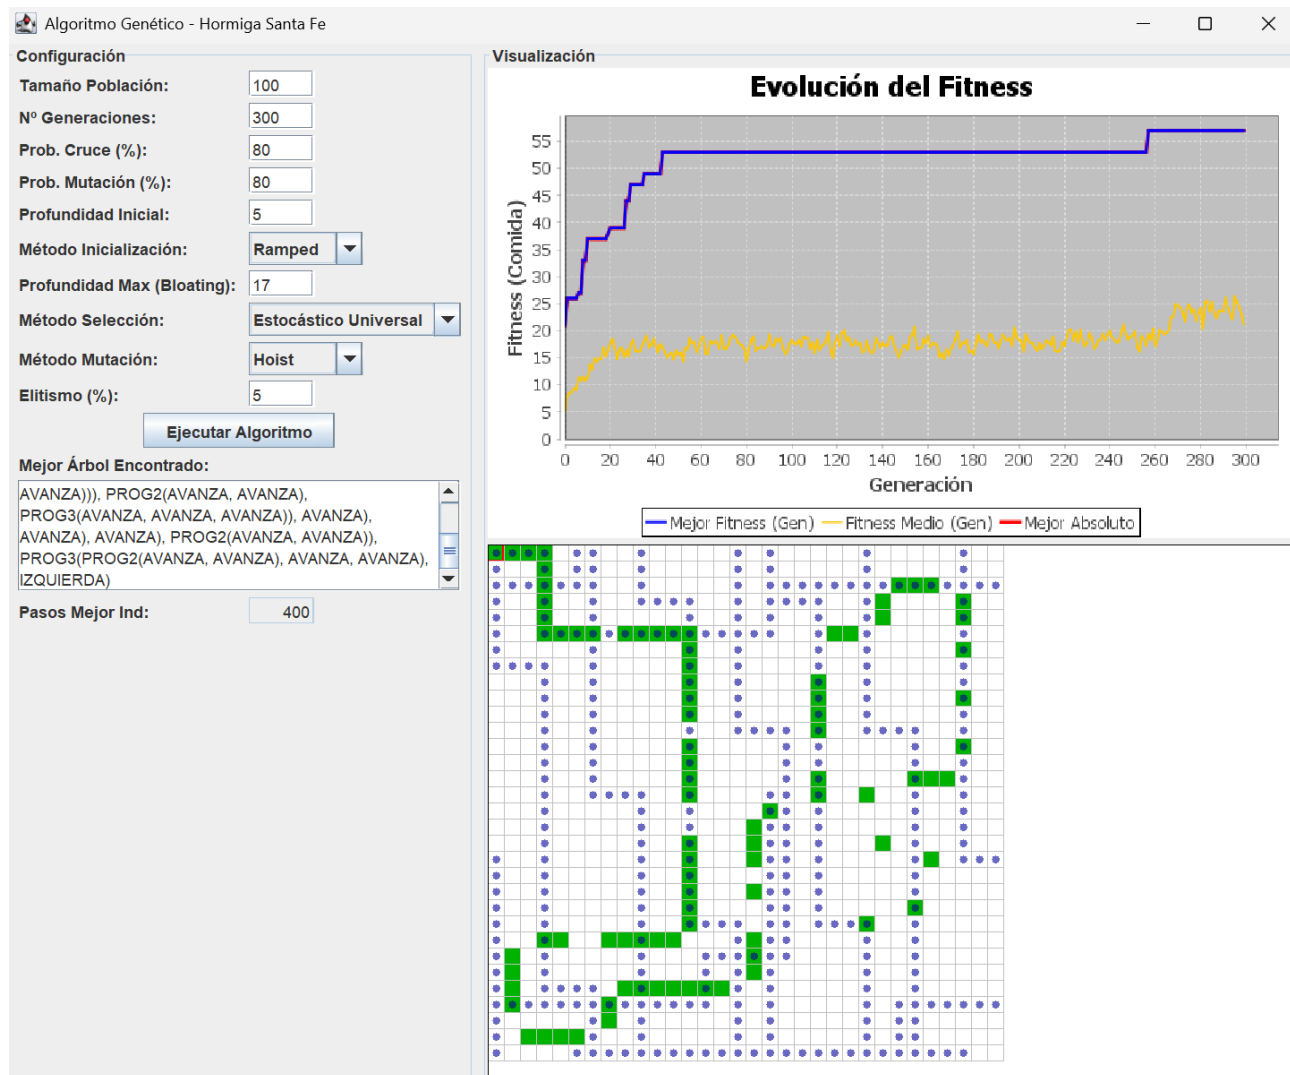 Algoritmo Genético - Hormiga Santa Fe
Configuración
Tamaño Población: 100
Nº Generaciones: 300
Prob. Cruce (%): 80
Prob. Mutación (%): 80
Profundidad Inicial: 5
Método Inicialización: Ramped
Profundidad Max (Bloating): 17
Método Selección: Estocástico Universal
Método Mutación: Hoist
Elitismo (%): 5
Ejecutar Algoritmo
Mejor Árbol Encontrado:
AVANZA))), PROG2(AVANZA, AVANZA),
PROG3(AVANZA, AVANZA, AVANZA)), AVANZA),
AVANZA), AVANZA), PROG2(AVANZA, AVANZA)),
PROG3(PROG2(AVANZA, AVANZA), AVANZA, AVANZA),
IZQUIERDA)
Pasos Mejor Ind: 400
Visualización
Evolución del Fitness
Fitness (Comida)
55
50
45
40
35
30
25
20
15
10
5
0
0 20 40 60 80 100 120 140 160 180 200 220 240 260 280 300
Generación
Mejor Fitness (Gen) Fitness Medio (Gen) Mejor Absoluto